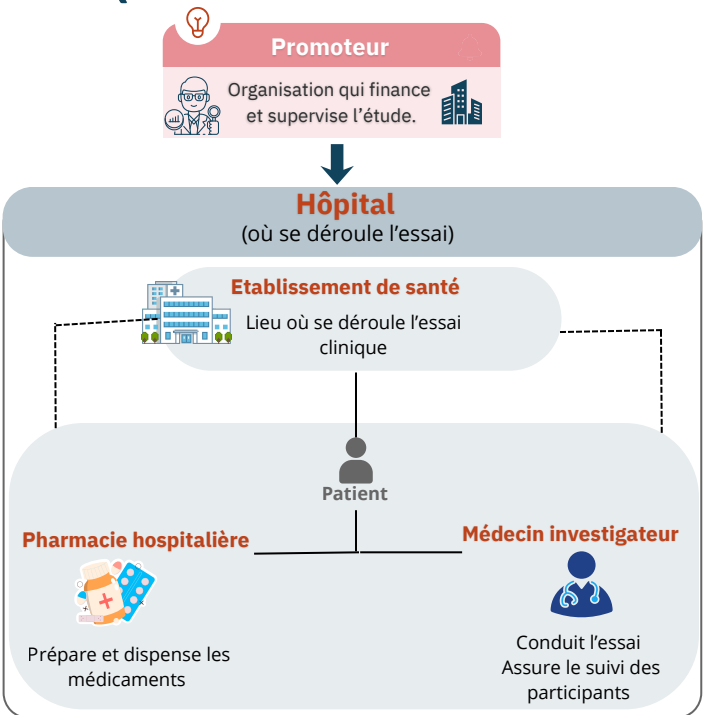 Promoteur
Organisation qui finance
et supervise l’étude.
Hôpital
(où se déroule l’essai)
Etablissement de santé
Lieu où se déroule l’essai
clinique
Patient
Pharmacie hospitalière
Médecin investigateur
Prépare et dispense les
médicaments
Conduit l’essai
Assure le suivi des
participants